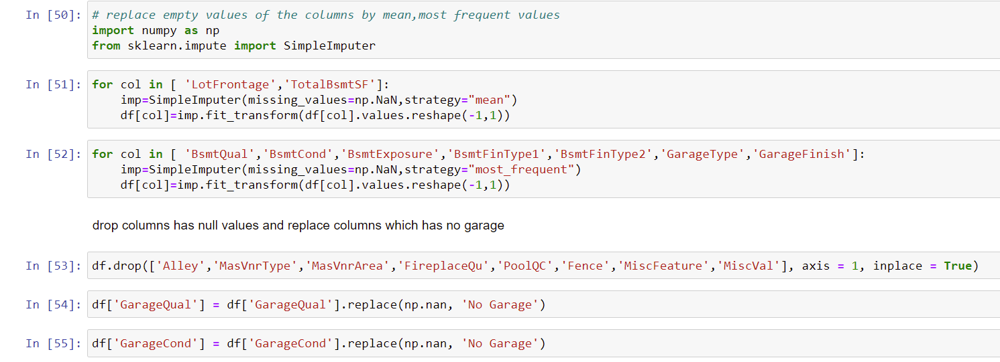 In [50]: # replace empty values of the columns by mean,most frequent values
import numpy as np
from sklearn.impute import SimpleImputer
In [51]: for col in [ 'LotFrontage','TotalBsmtSF']:
    imp=SimpleImputer(missing_values=np.NaN,strategy="mean")
    df[col]=imp.fit_transform(df[col].values.reshape(-1,1))
In [52]: for col in [ 'BsmtQual','BsmtCond','BsmtExposure','BsmtFinType1','BsmtFinType2','GarageType','GarageFinish']:
    imp=SimpleImputer(missing_values=np.NaN,strategy="most_frequent")
    df[col]=imp.fit_transform(df[col].values.reshape(-1,1))
drop columns has null values and replace columns which has no garage
In [53]: df.drop(['Alley','MasVnrType','MasVnrArea','FireplaceQu','PoolQC','Fence','MiscFeature','MiscVal'], axis = 1, inplace = True)
In [54]: df['GarageQual'] = df['GarageQual'].replace(np.nan, 'No Garage')
In [55]: df['GarageCond'] = df['GarageCond'].replace(np.nan, 'No Garage')